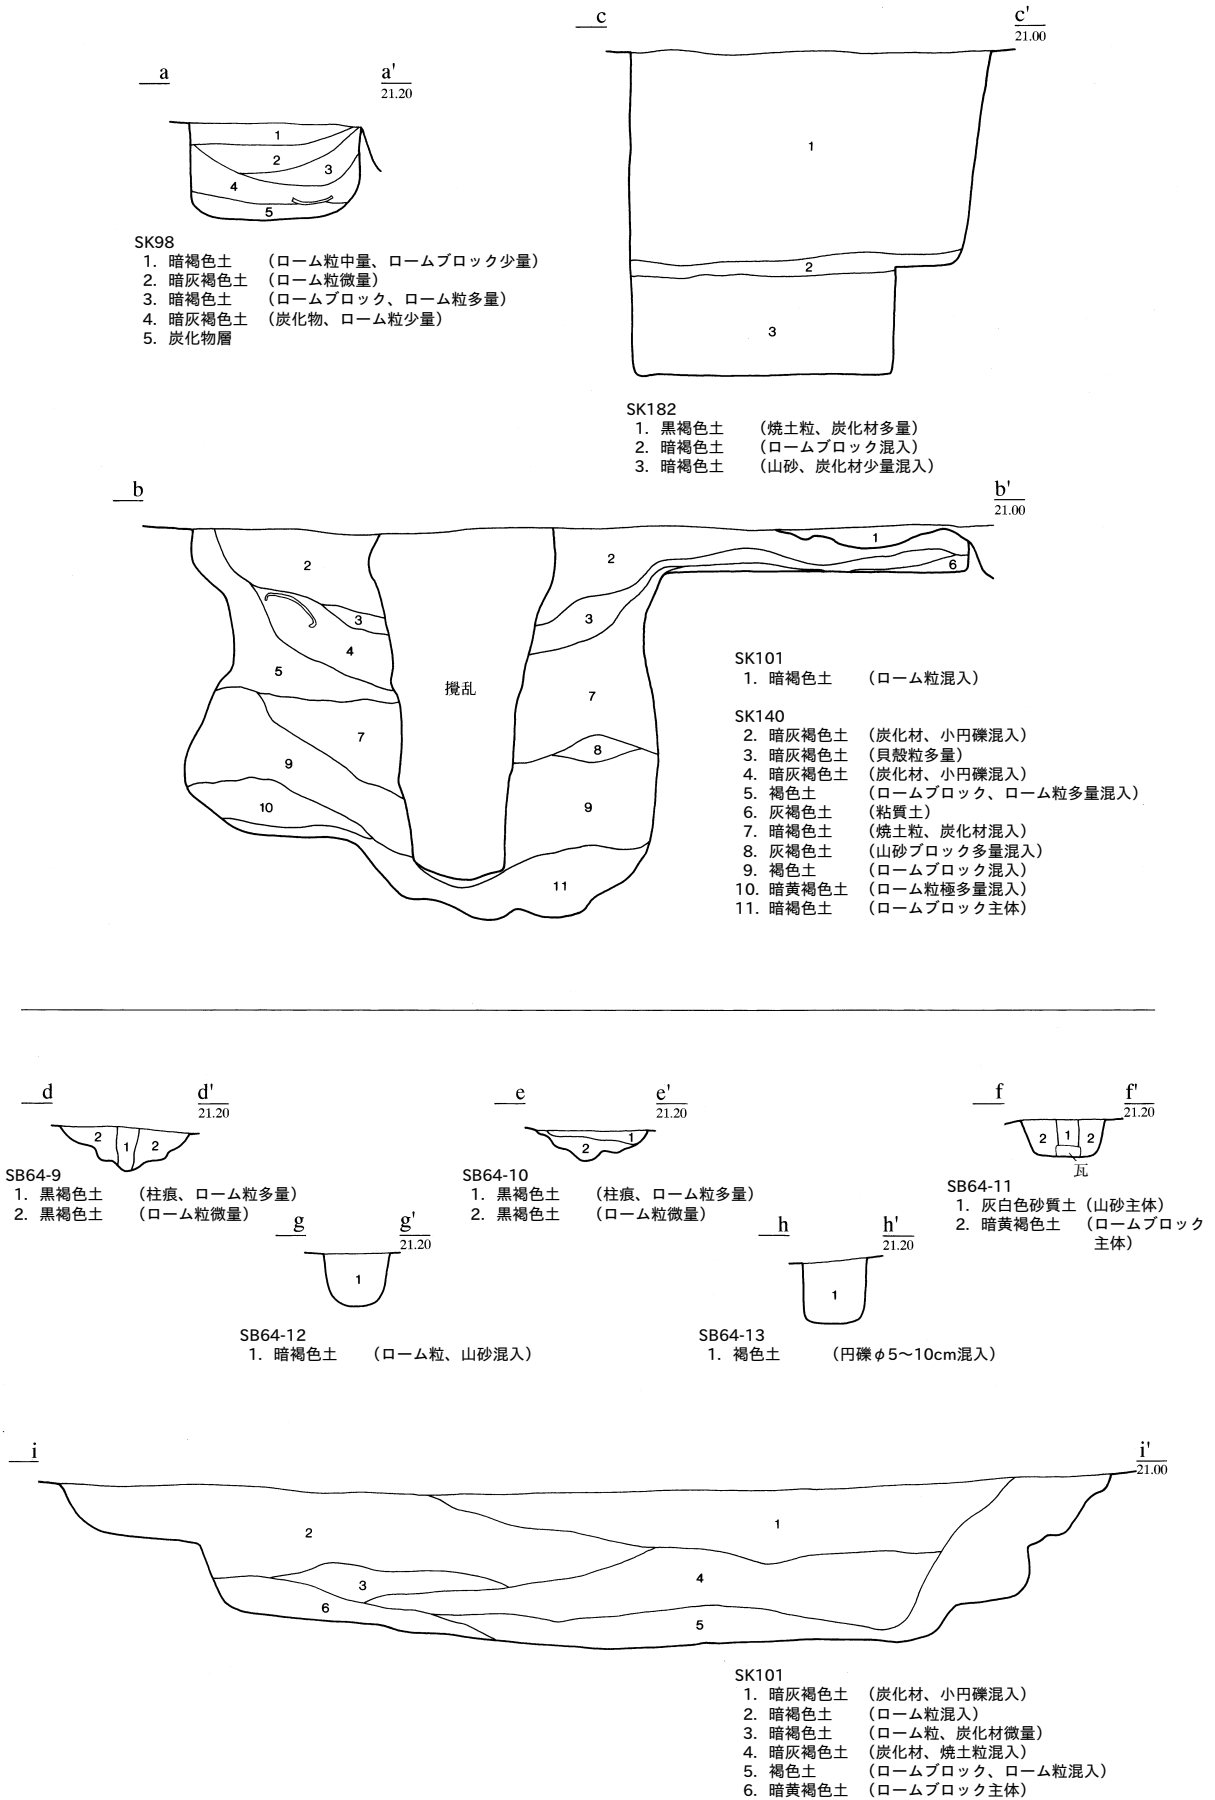 a a'
21.20
1
2
3
4
5
SK98
1. 暗褐色土 （ローム粒中量、ロームブロック少量）
2. 暗灰褐色土 （ローム粒微量）
3. 暗褐色土 （ロームブロック、ローム粒多量）
4. 暗灰褐色土 （炭化物、ローム粒少量）
5. 炭化物層
c c'
21.00
1
2
3
SK182
1. 黒褐色土 （焼土粒、炭化材多量）
2. 暗褐色土 （ロームブロック混入）
3. 暗褐色土 （山砂、炭化材少量混入）
b b'
21.00
2 2 1
6
3 3
4
5
攪乱
7 7
8
9 9
10
11
SK101
1. 暗褐色土 （ローム粒混入）
SK140
2. 暗灰褐色土 （炭化材、小円礫混入）
3. 暗灰褐色土 （貝殻粒多量）
4. 暗灰褐色土 （炭化材、小円礫混入）
5. 褐色土 （ロームブロック、ローム粒多量混入）
6. 灰褐色土 （粘質土）
7. 暗褐色土 （焼土粒、炭化材混入）
8. 灰褐色土 （山砂ブロック多量混入）
9. 褐色土 （ロームブロック混入）
10. 暗黄褐色土 （ローム粒極多量混入）
11. 暗褐色土 （ロームブロック主体）
d d'
21.20
2 1 2
SB64-9
1. 黒褐色土 （柱痕、ローム粒多量）
2. 黒褐色土 （ローム粒微量）
e e'
21.20
1
2
SB64-10
1. 黒褐色土 （柱痕、ローム粒多量）
2. 黒褐色土 （ローム粒微量）
f f'
21.20
2 1 2
瓦
SB64-11
1. 灰白色砂質土（山砂主体）
2. 暗黄褐色土 （ロームブロック
主体）
g g'
21.20
1
SB64-12
1. 暗褐色土 （ローム粒、山砂混入）
h h'
21.20
1
SB64-13
1. 褐色土 （円礫φ5〜10cm混入）
i i'
21.00
1
2
3
4
5
6
SK101
1. 暗灰褐色土 （炭化材、小円礫混入）
2. 暗褐色土 （ローム粒混入）
3. 暗褐色土 （ローム粒、炭化材微量）
4. 暗灰褐色土 （炭化材、焼土粒混入）
5. 褐色土 （ロームブロック、ローム粒混入）
6. 暗黄褐色土 （ロームブロック主体）